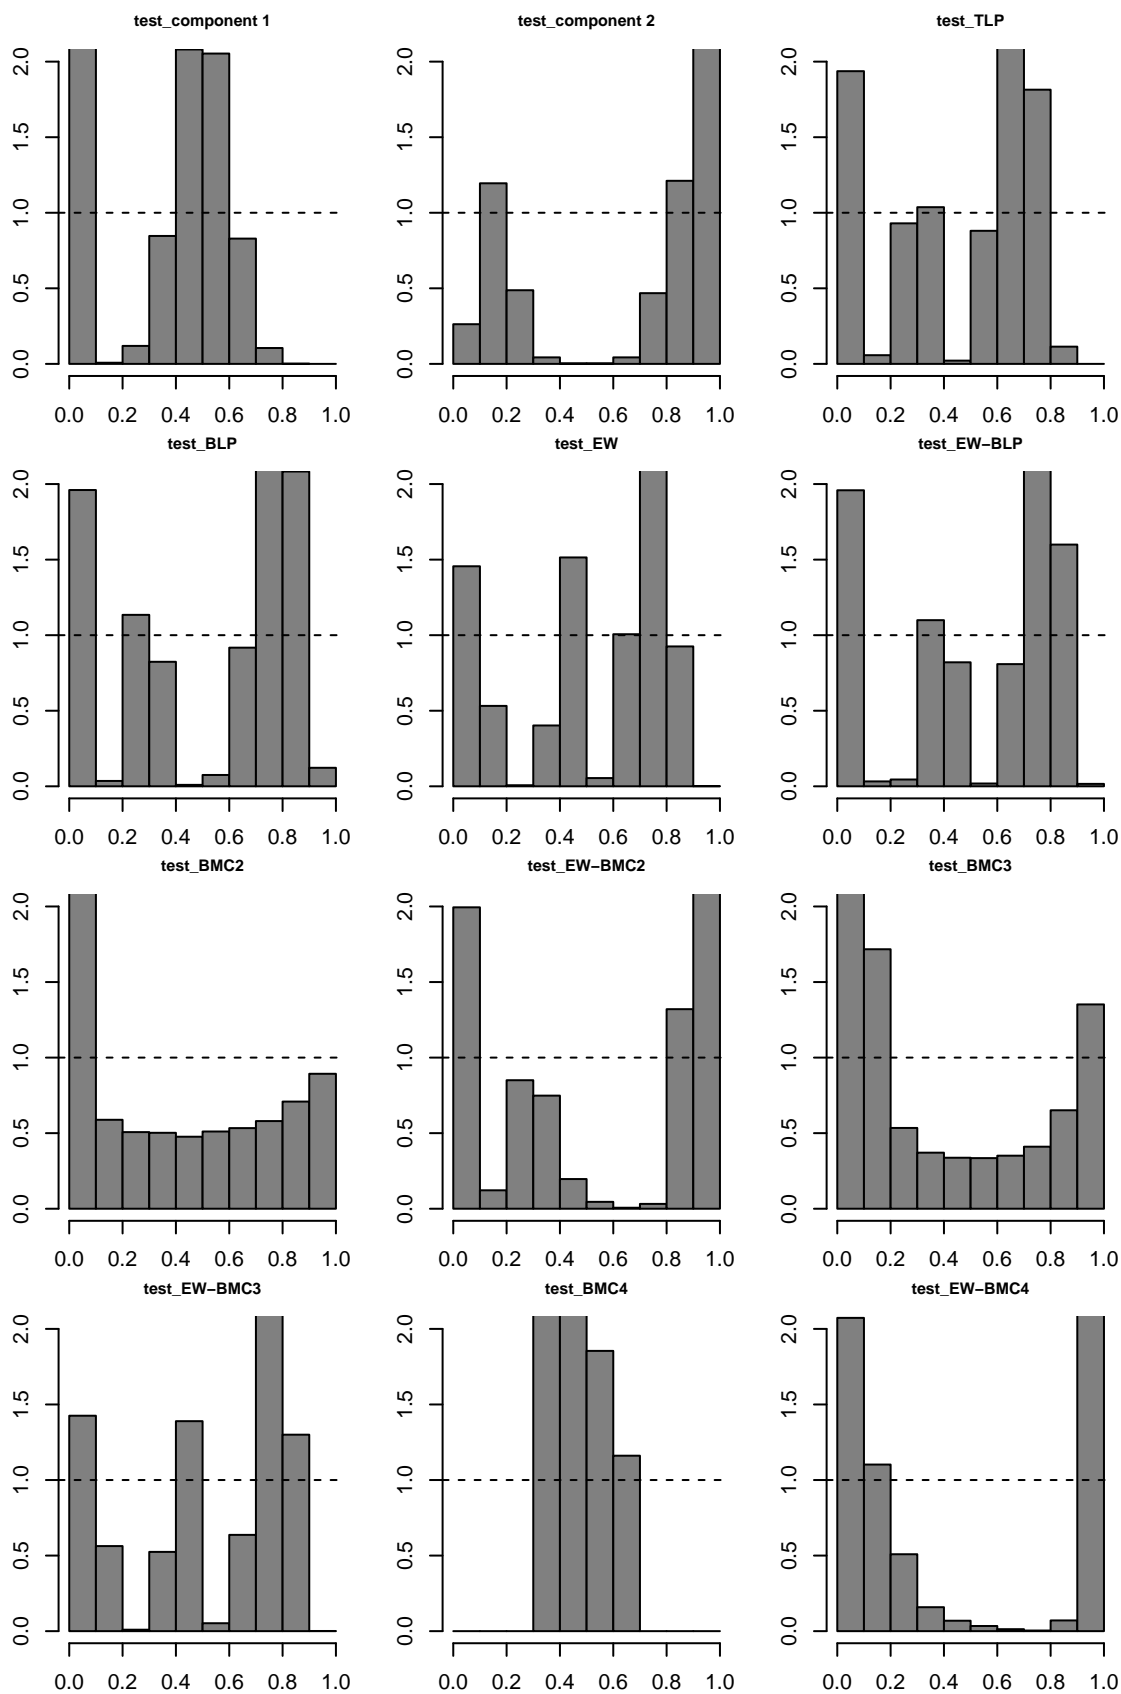 test_component 1
test_component 2
test_TLP
0.0 0.5 1.0 1.5 2.0
0.0 0.5 1.0 1.5 2.0
0.0 0.5 1.0 1.5 2.0
0.0 0.2 0.4 0.6 0.8 1.0
0.0 0.2 0.4 0.6 0.8 1.0
0.0 0.2 0.4 0.6 0.8 1.0
test_BLP
test_EW
test_EW−BLP
0.0 0.5 1.0 1.5 2.0
0.0 0.5 1.0 1.5 2.0
0.0 0.5 1.0 1.5 2.0
0.0 0.2 0.4 0.6 0.8 1.0
0.0 0.2 0.4 0.6 0.8 1.0
0.0 0.2 0.4 0.6 0.8 1.0
test_BMC2
test_EW−BMC2
test_BMC3
0.0 0.5 1.0 1.5 2.0
0.0 0.5 1.0 1.5 2.0
0.0 0.5 1.0 1.5 2.0
0.0 0.2 0.4 0.6 0.8 1.0
0.0 0.2 0.4 0.6 0.8 1.0
0.0 0.2 0.4 0.6 0.8 1.0
test_EW−BMC3
test_BMC4
test_EW−BMC4
0.0 0.5 1.0 1.5 2.0
0.0 0.5 1.0 1.5 2.0
0.0 0.5 1.0 1.5 2.0
0.0 0.2 0.4 0.6 0.8 1.0
0.0 0.2 0.4 0.6 0.8 1.0
0.0 0.2 0.4 0.6 0.8 1.0